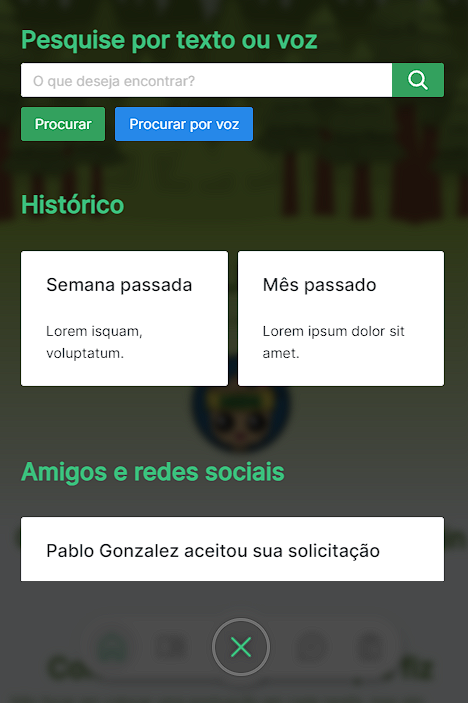 Pesquise por texto ou voz
O que deseja encontrar?
Procurar
Procurar por voz
Histórico
Semana passada
Lorem isquam,
voluptatum.
Mês passado
Lorem ipsum dolor sit
amet.
Amigos e redes sociais
Pablo Gonzalez aceitou sua solicitação